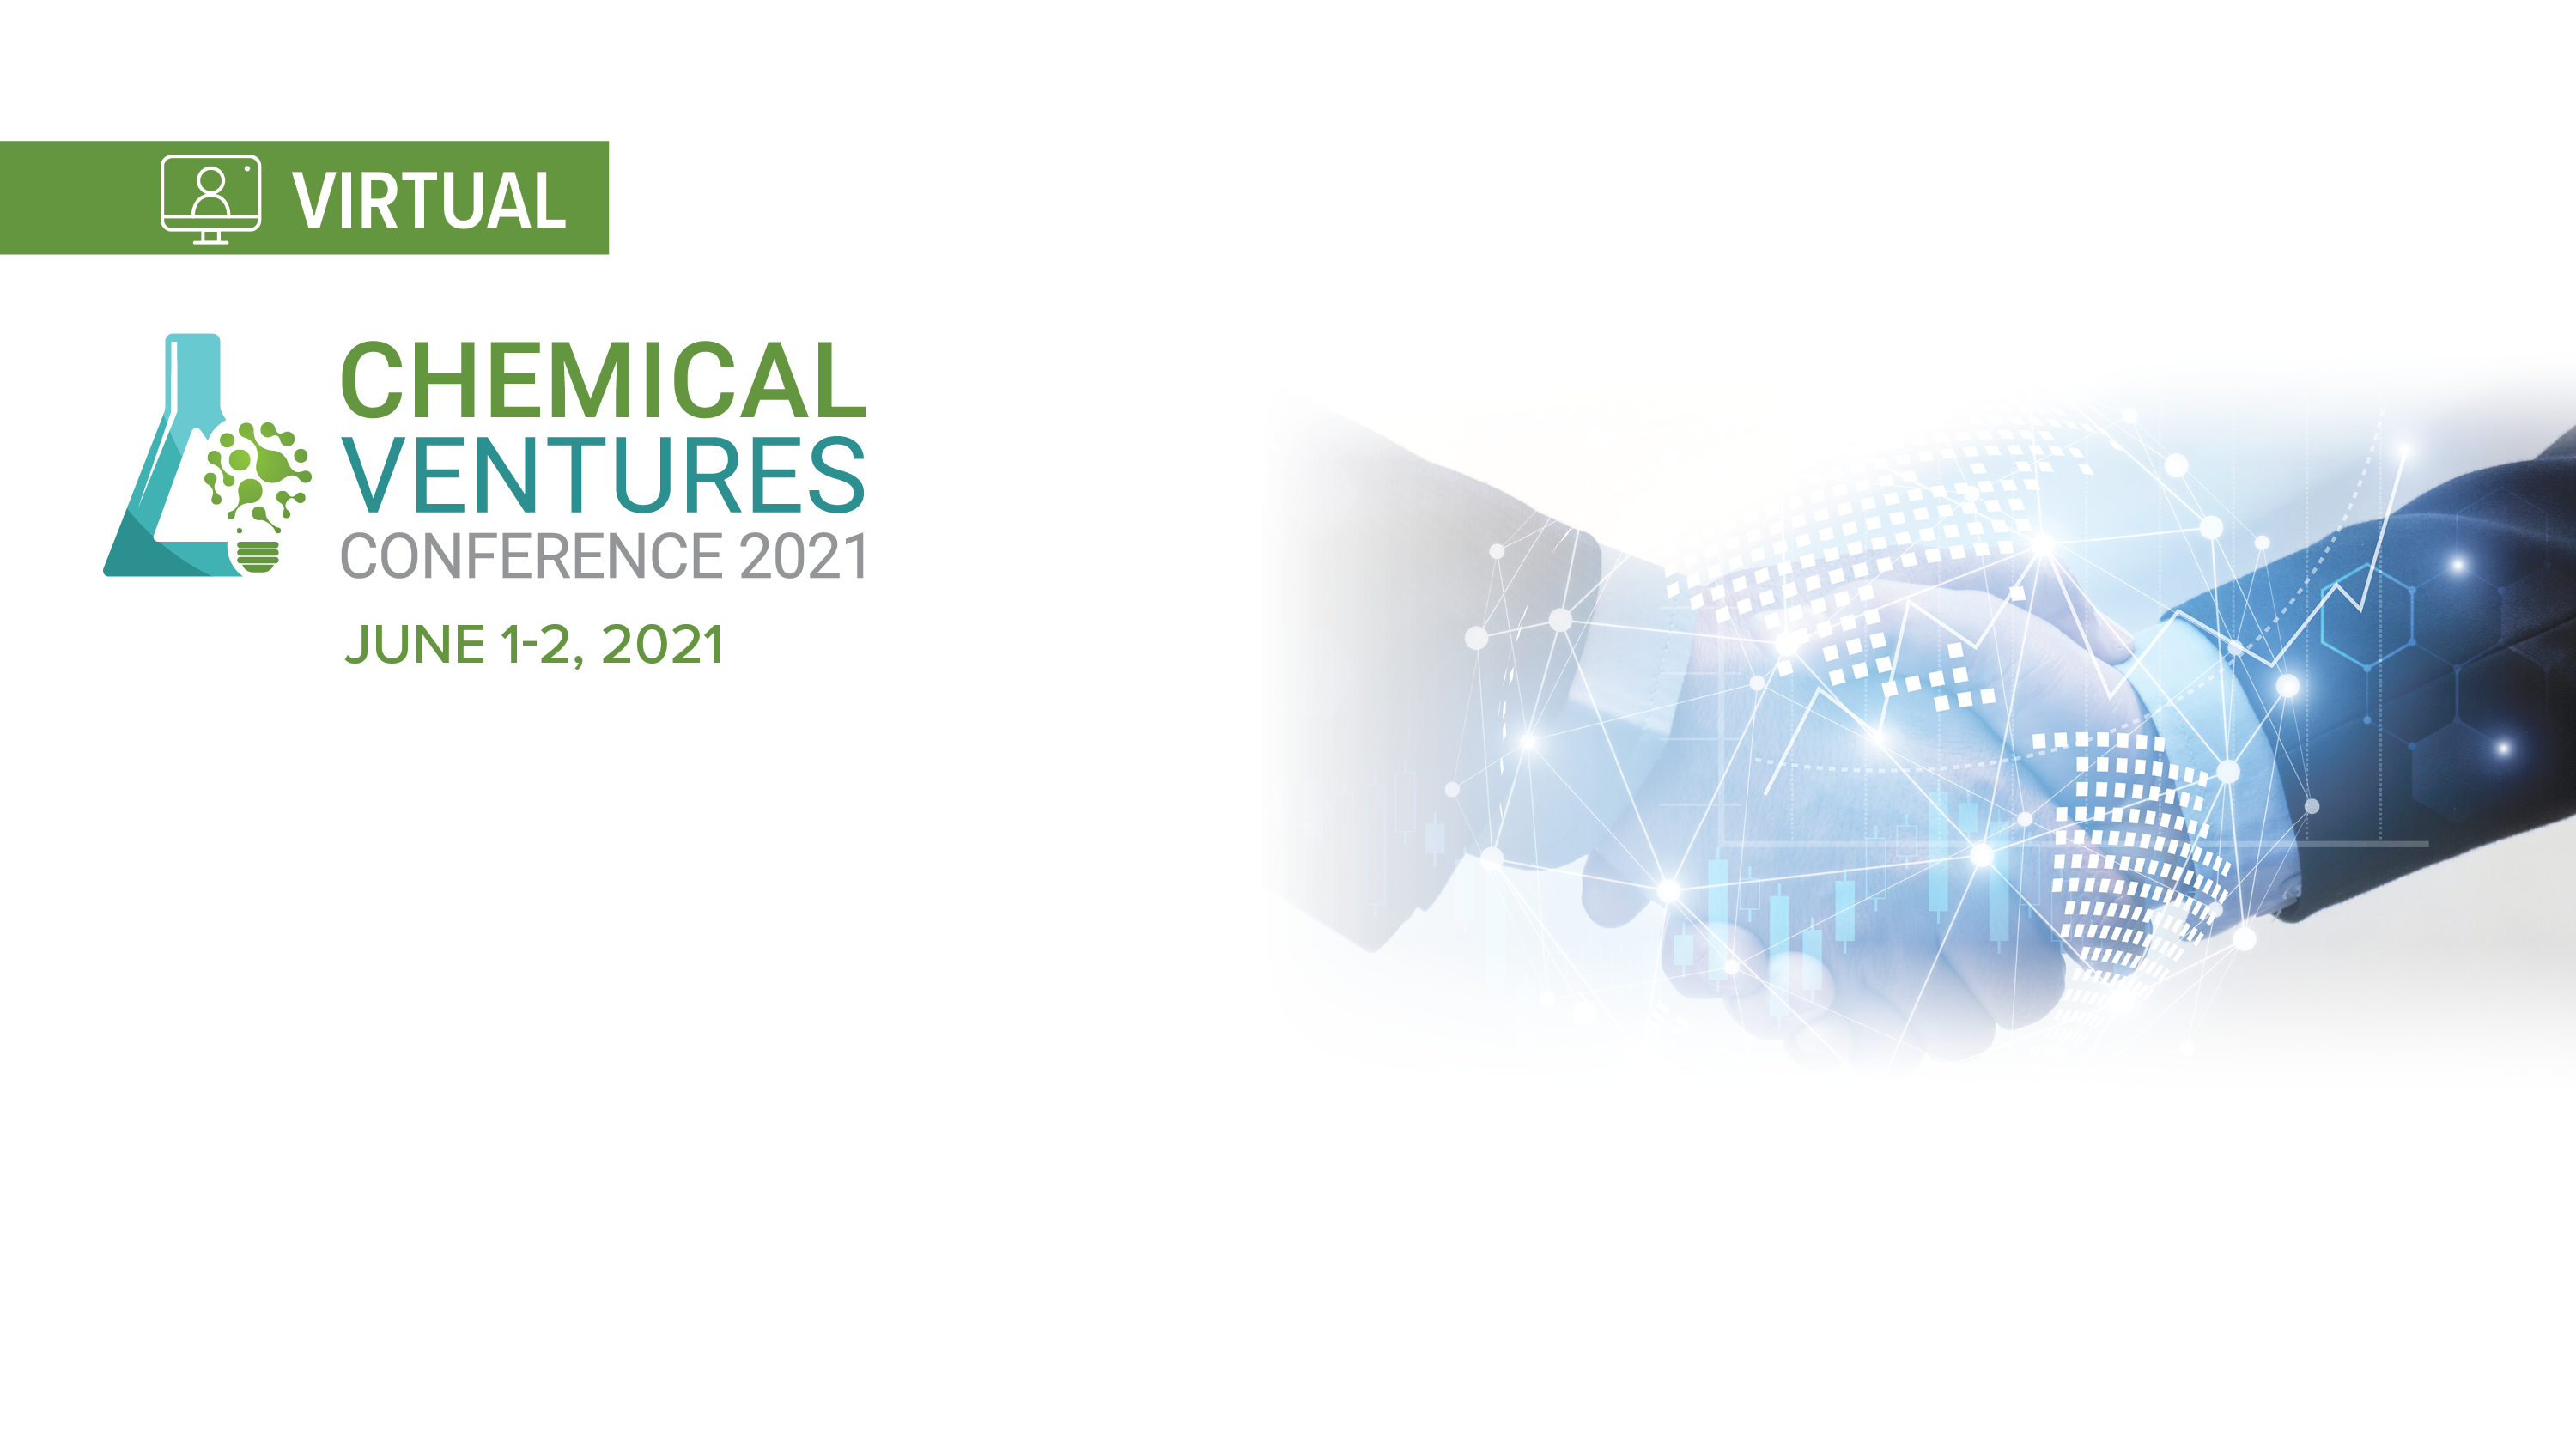 VIRTUAL
CHEMICAL
VENTURES
CONFERENCE 2021
JUNE 1-2, 2021